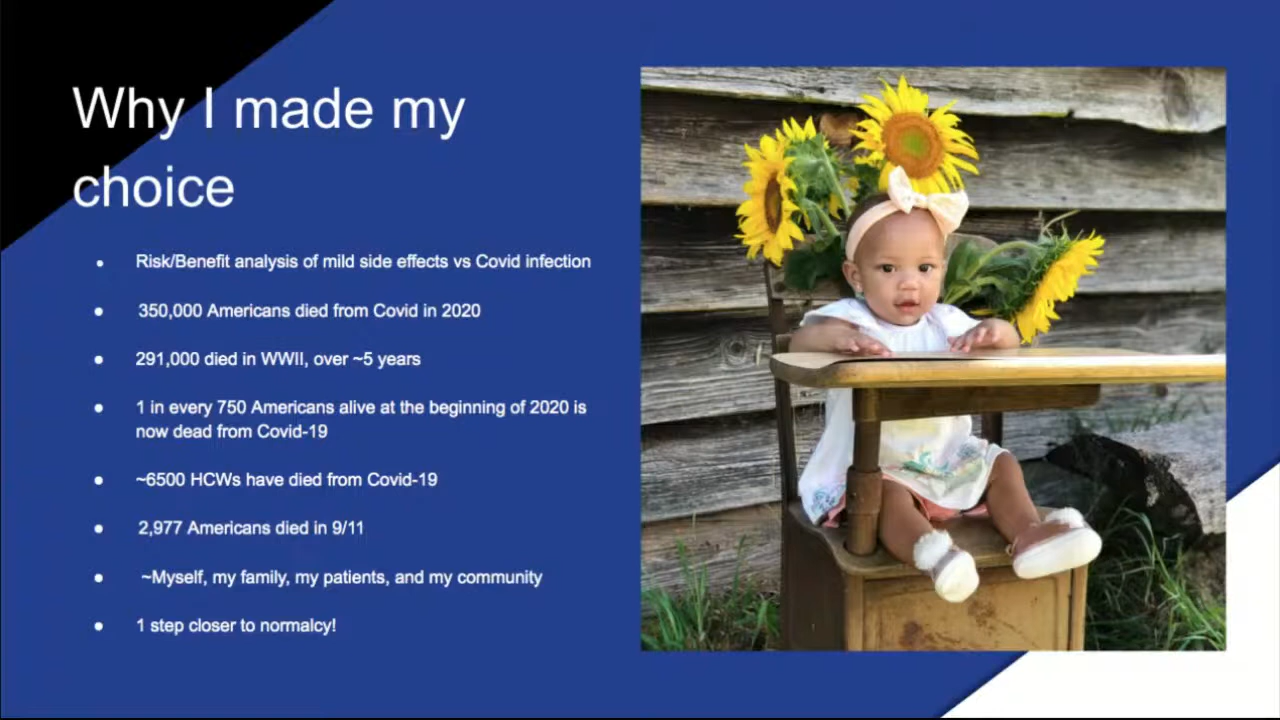 Why I made my
choice
• Risk/Benefit analysis of mild side effects vs Covid infection
• 350,000 Americans died from Covid in 2020
• 291,000 died in WWII, over ~5 years
• 1 in every 750 Americans alive at the beginning of 2020 is
now dead from Covid-19
• ~6500 HCWs have died from Covid-19
• 2,977 Americans died in 9/11
• ~Myself, my family, my patients, and my community
• 1 step closer to normalcy!